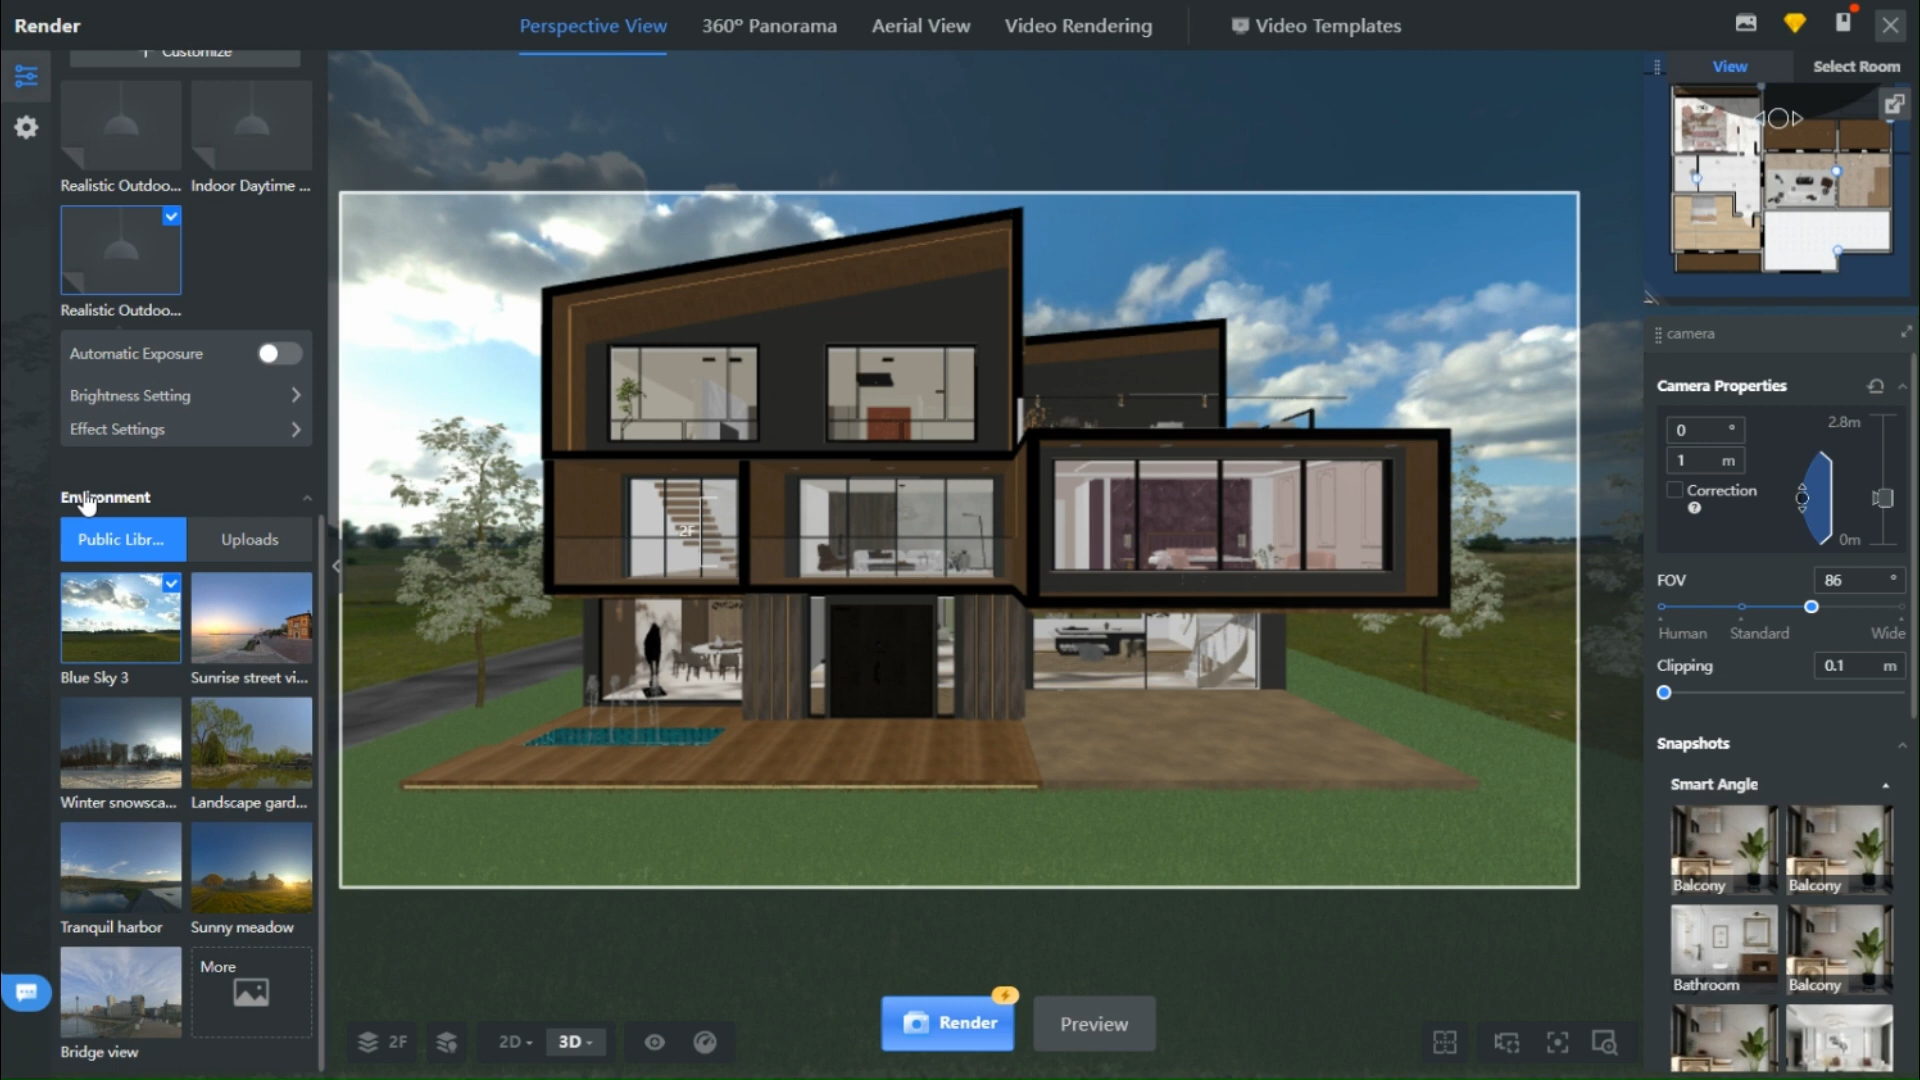 Render
Perspective View
360º Panorama
Aerial View
Video Rendering
Video Templates
+ Customize
Realistic Outdoo...
Indoor Daytime ...
Realistic Outdoo...
Automatic Exposure
Brightness Setting
Effect Settings
Environment
Public Libr...
Uploads
Blue Sky 3
Sunrise street vi...
Winter snowsca...
Landscape gard...
Tranquil harbor
Sunny meadow
Bridge view
More
2F
2F
2D
3D
Render
Preview
View
Select Room
camera
Camera Properties
0 °
2.8m
1 m
Correction
?
0m
FOV
86 °
Human
Standard
Wide
Clipping
0.1 m
Snapshots
Smart Angle
Balcony
Balcony
Bathroom
Balcony